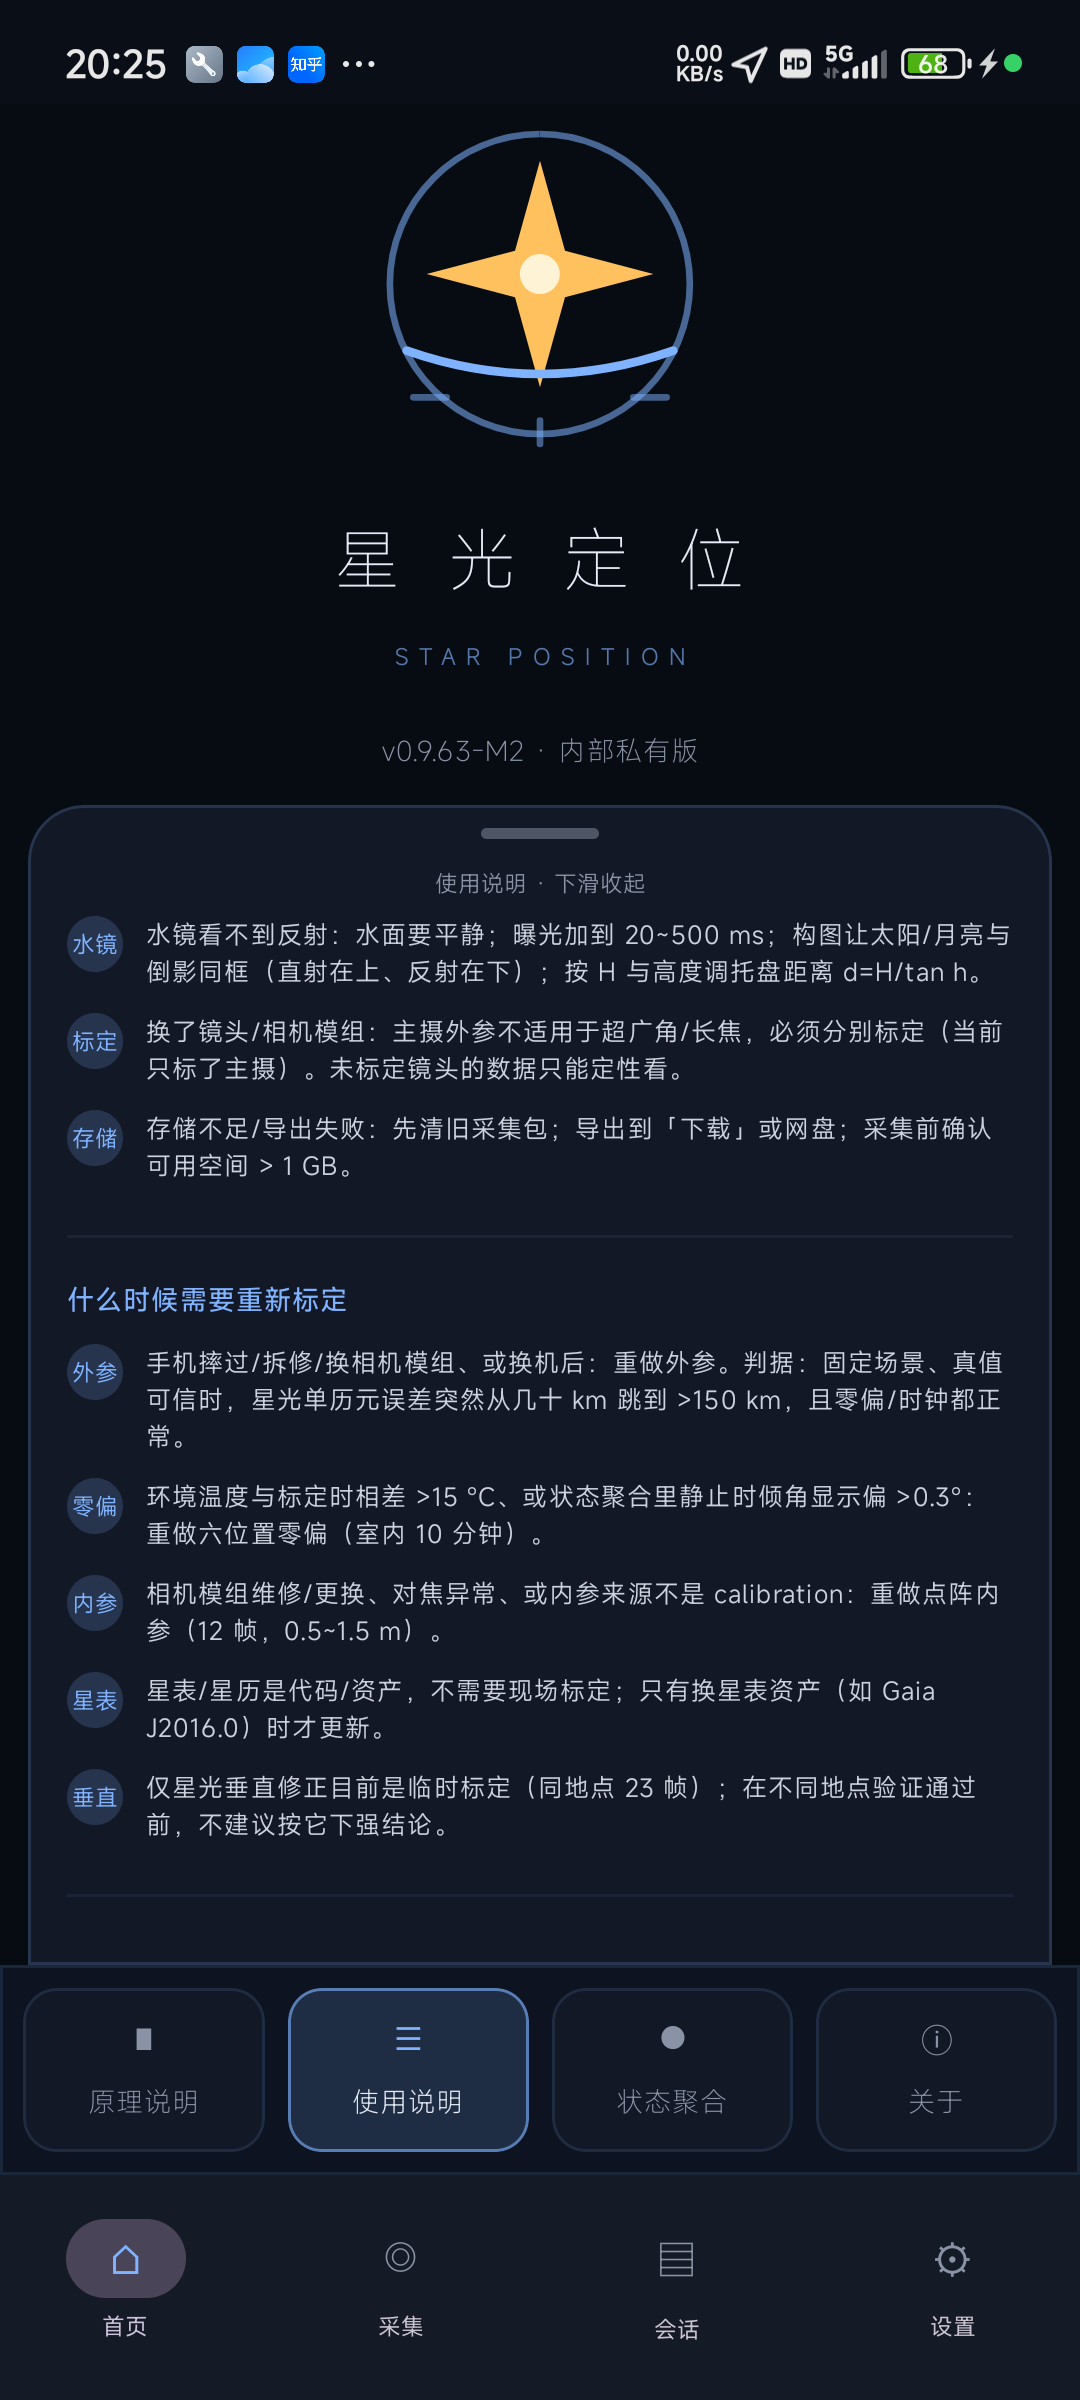 20:25 知乎 ··· 0.00 KB/s HD 5G 68
星光定位
STAR POSITION
v0.9.63-M2 · 内部私有版
使用说明 · 下滑收起
水镜 水镜看不到反射：水面要平静；曝光加到 20~500 ms；构图让太阳/月亮与
倒影同框（直射在上、反射在下）；按 H 与高度调托盘距离 d=H/tan h。
标定 换了镜头/相机模组：主摄外参不适用于超广角/长焦，必须分别标定（当前
只标了主摄）。未标定镜头的数据只能定性看。
存储 存储不足/导出失败：先清旧采集包；导出到「下载」或网盘；采集前确认
可用空间 > 1 GB。
什么时候需要重新标定
外参 手机摔过/拆修/换相机模组、或换机后：重做外参。判据：固定场景、真值
可信时，星光单历元误差突然从几十 km 跳到 >150 km，且零偏/时钟都正
常。
零偏 环境温度与标定时相差 >15 °C、或状态聚合里静止时倾角显示偏 >0.3°：
重做六位置零偏（室内 10 分钟）。
内参 相机模组维修/更换、对焦异常、或内参来源不是 calibration：重做点阵内
参（12 帧，0.5~1.5 m）。
星表 星表/星历是代码/资产，不需要现场标定；只有换星表资产（如 Gaia
J2016.0）时才更新。
垂直 仅星光垂直修正目前是临时标定（同地点 23 帧）；在不同地点验证通过
前，不建议按它下强结论。
原理说明 使用说明 状态聚合 关于
首页 采集 会话 设置